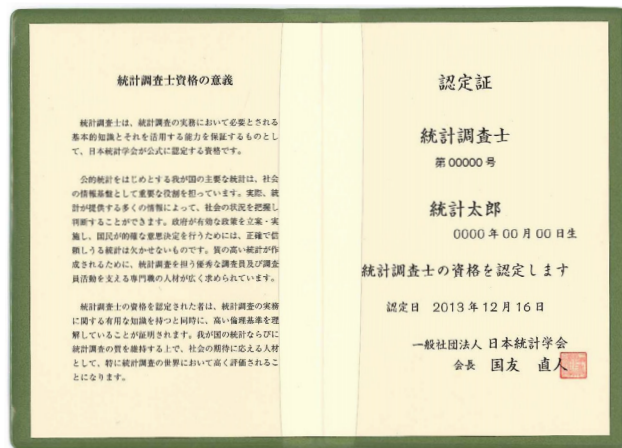 統計調査士資格の意義
統計調査士は、統計調査の実務において必要とされる
基本的知識とそれを活用する能力を保証するものとし
て、日本統計学会が公式に認定する資格です。
公的統計をはじめとする我が国の主要な統計は、社会
の情報基盤として重要な役割を担っています。実際、統
計が提供する多くの情報によって、社会の状況を把握し
判断することができます。政府が有効な政策を立案・実
施し、国民が的確な意思決定を行うためには、正確で信
頼しうる統計は欠かせないものです。質の高い統計が作
成されるために、統計調査を担う優秀な調査員及び調査
員活動を支える専門職の人材が広く求められています。
統計調査士の資格を認定された者は、統計調査の実務
に関する有用な知識を持つと同時に、高い倫理基準を理
解していることが証明されます。我が国の統計ならびに
統計調査の質を維持する上で、社会の期待に応える人材
として、特に統計調査の世界において高く評価されるこ
とになります。
認定証
統計調査士
第 00000 号
統計太郎
0000 年 00 月 00 日生
統計調査士の資格を認定します
認定日 2013 年 12 月 16 日
一般社団法人 日本統計学会
会長 国友 直人